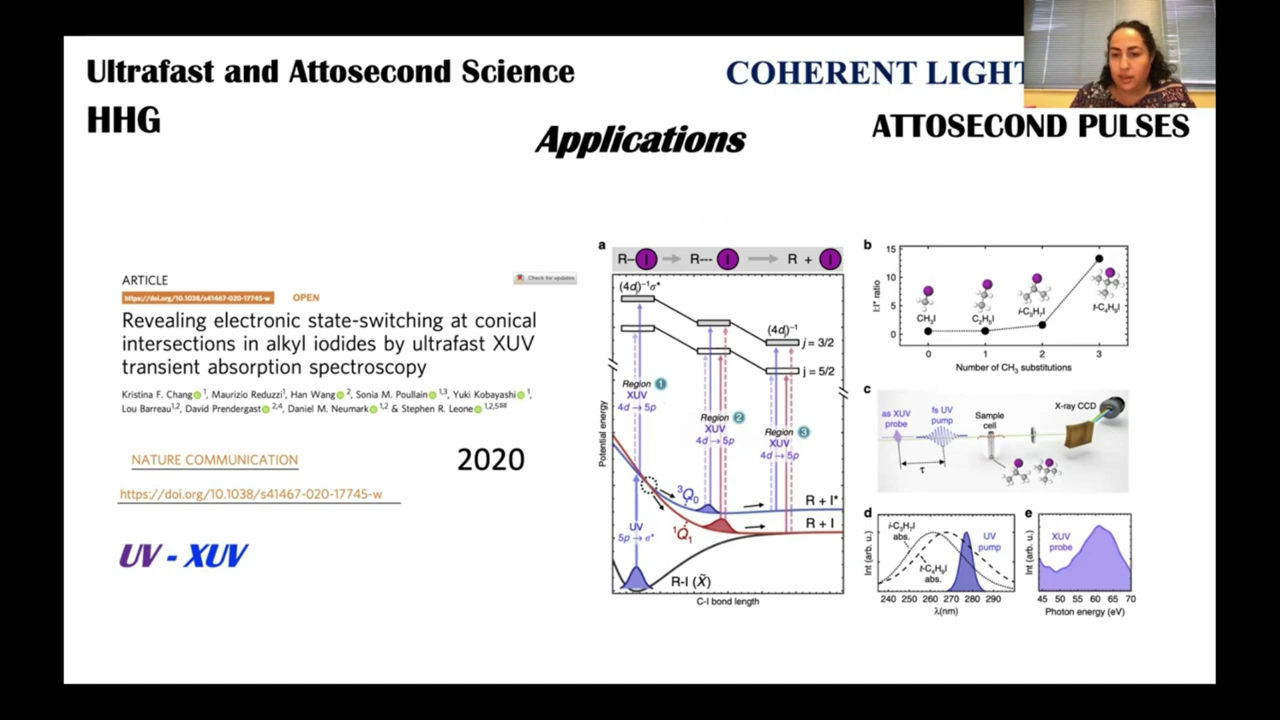 Ultrafast and Attosecond Science
HHG
COHERENT LIGHT
ATTOSECOND PULSES
Applications
ARTICLE
Check for updates
https://doi.org/10.1038/s41467-020-17745-w
OPEN
Revealing electronic state-switching at conical
intersections in alkyl iodides by ultrafast XUV
transient absorption spectroscopy
Kristina F. Chang 1, Maurizio Reduzzi1, Han Wang 2, Sonia M. Poullain 1,3, Yuki Kobayashi 1,
Lou Barreau1,2, David Prendergast 2,4, Daniel M. Neumark 1,2 & Stephen R. Leone 1,2,5✉
NATURE COMMUNICATION
2020
https://doi.org/10.1038/s41467-020-17745-w
UV - XUV
a
R–I
R---I
R + I
(4d)⁻¹σ*
(4d)⁻¹
j = 3/2
j = 5/2
Region 1
XUV
4d → 5p
Region 2
XUV
4d → 5p
Region 3
XUV
4d → 5p
Potential energy
³Q₀
¹Q₁
R + I*
R + I
UV
5p → σ*
R-I (X̃)
C-I bond length
b
I:I* ratio
15
10
5
0
CH₃I
C₂H₅I
i-C₃H₇I
t-C₄H₉I
0 1 2 3
Number of CH₃ substitutions
c
as XUV
probe
fs UV
pump
Sample
cell
X-ray CCD
τ
d
Int (arb. u.)
i-C₃H₇I
abs.
t-C₄H₉I
abs.
UV
pump
240 250 260 270 280 290
λ(nm)
e
Int (arb. u.)
XUV
probe
45 50 55 60 65 70
Photon energy (eV)